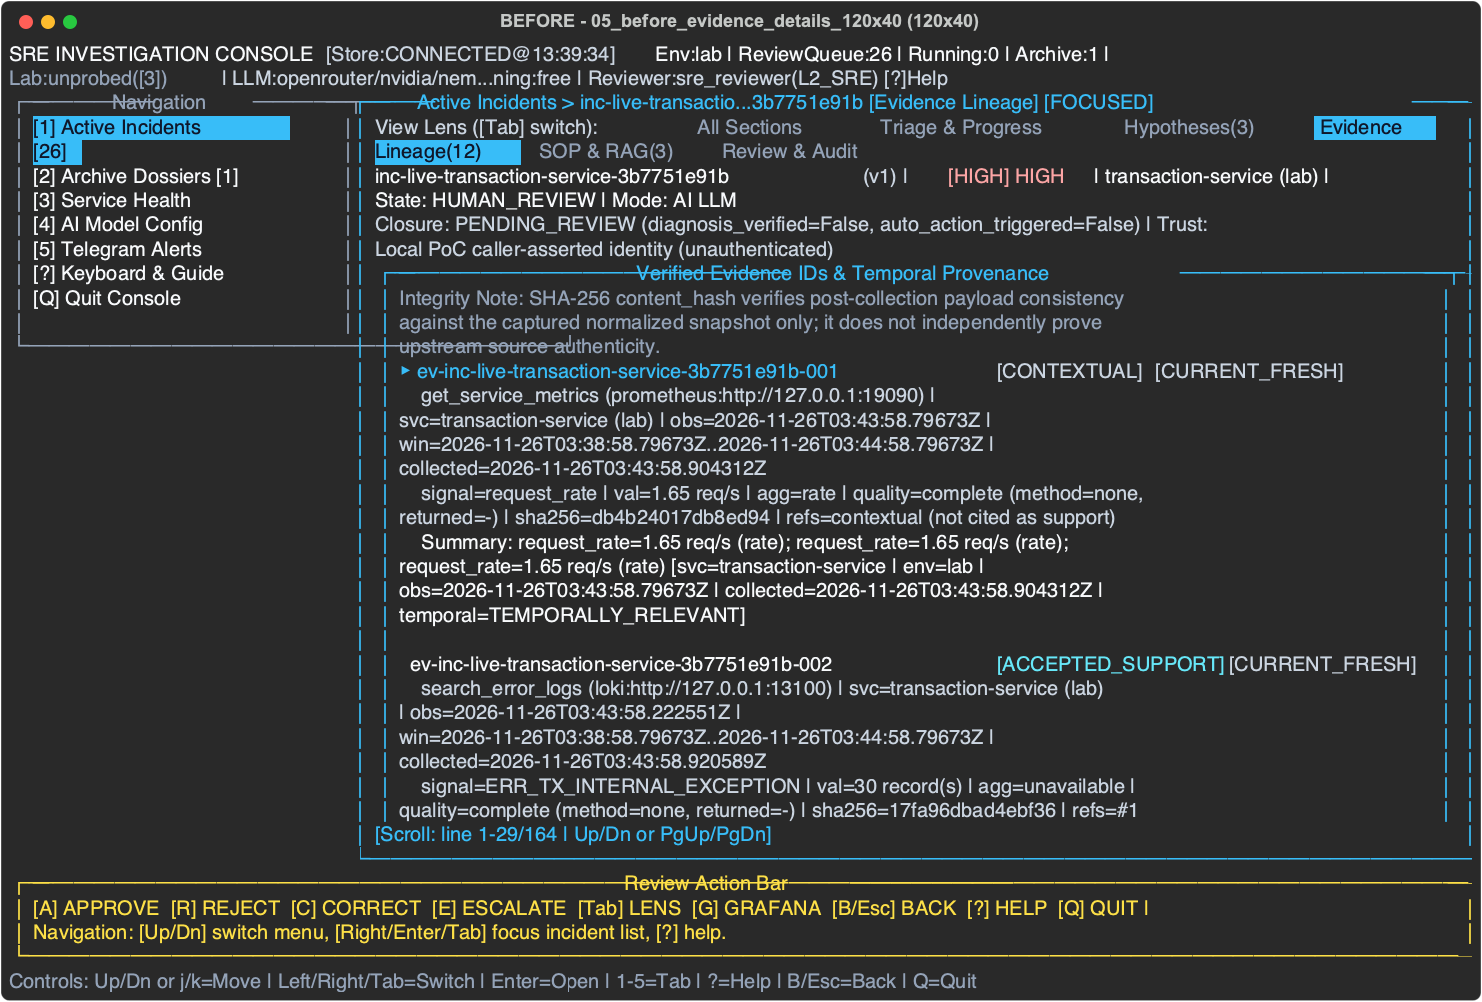 BEFORE - 05_before_evidence_details_120x40 (120x40)
SRE INVESTIGATION CONSOLE [Store:CONNECTED@13:39:34] Env:lab | ReviewQueue:26 | Running:0 | Archive:1 |
Lab:unprobed([3]) | LLM:openrouter/nvidia/nem...ning:free | Reviewer:sre_reviewer(L2_SRE) [?]Help
Navigation
[1] Active Incidents
[26]
[2] Archive Dossiers [1]
[3] Service Health
[4] AI Model Config
[5] Telegram Alerts
[?] Keyboard & Guide
[Q] Quit Console
Active Incidents > inc-live-transactio...3b7751e91b [Evidence Lineage] [FOCUSED]
View Lens ([Tab] switch): All Sections Triage & Progress Hypotheses(3) Evidence
Lineage(12) SOP & RAG(3) Review & Audit
inc-live-transaction-service-3b7751e91b (v1) | [HIGH] HIGH | transaction-service (lab) |
State: HUMAN_REVIEW | Mode: AI LLM
Closure: PENDING_REVIEW (diagnosis_verified=False, auto_action_triggered=False) | Trust:
Local PoC caller-asserted identity (unauthenticated)
Verified Evidence IDs & Temporal Provenance
Integrity Note: SHA-256 content_hash verifies post-collection payload consistency
against the captured normalized snapshot only; it does not independently prove
upstream source authenticity.
▸ ev-inc-live-transaction-service-3b7751e91b-001 [CONTEXTUAL] [CURRENT_FRESH]
get_service_metrics (prometheus:http://127.0.0.1:19090) |
svc=transaction-service (lab) | obs=2026-11-26T03:43:58.79673Z |
win=2026-11-26T03:38:58.79673Z..2026-11-26T03:44:58.79673Z |
collected=2026-11-26T03:43:58.904312Z
signal=request_rate | val=1.65 req/s | agg=rate | quality=complete (method=none,
returned=-) | sha256=db4b24017db8ed94 | refs=contextual (not cited as support)
Summary: request_rate=1.65 req/s (rate); request_rate=1.65 req/s (rate);
request_rate=1.65 req/s (rate) [svc=transaction-service | env=lab |
obs=2026-11-26T03:43:58.79673Z | collected=2026-11-26T03:43:58.904312Z |
temporal=TEMPORALLY_RELEVANT]
ev-inc-live-transaction-service-3b7751e91b-002 [ACCEPTED_SUPPORT] [CURRENT_FRESH]
search_error_logs (loki:http://127.0.0.1:13100) | svc=transaction-service (lab)
| obs=2026-11-26T03:43:58.222551Z |
win=2026-11-26T03:38:58.79673Z..2026-11-26T03:44:58.79673Z |
collected=2026-11-26T03:43:58.920589Z
signal=ERR_TX_INTERNAL_EXCEPTION | val=30 record(s) | agg=unavailable |
quality=complete (method=none, returned=-) | sha256=17fa96dbad4ebf36 | refs=#1
[Scroll: line 1-29/164 | Up/Dn or PgUp/PgDn]
Review Action Bar
[A] APPROVE [R] REJECT [C] CORRECT [E] ESCALATE [Tab] LENS [G] GRAFANA [B/Esc] BACK [?] HELP [Q] QUIT |
Navigation: [Up/Dn] switch menu, [Right/Enter/Tab] focus incident list, [?] help.
Controls: Up/Dn or j/k=Move | Left/Right/Tab=Switch | Enter=Open | 1-5=Tab | ?=Help | B/Esc=Back | Q=Quit